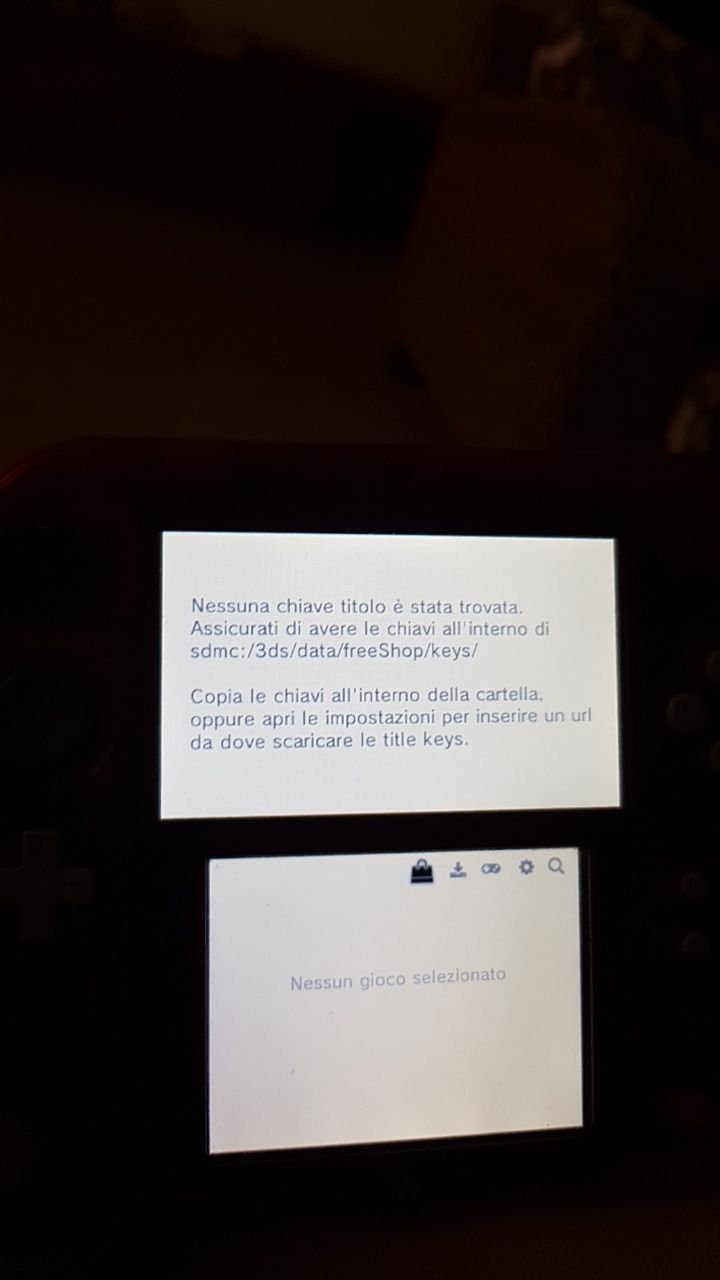 Nessuna chiave titolo è stata trovata.
Assicurati di avere le chiavi all'interno di
sdmc:/3ds/data/freeShop/keys/
Copia le chiavi all'interno della cartella,
oppure apri le impostazioni per inserire un url
da dove scaricare le title keys.
Nessun gioco selezionato